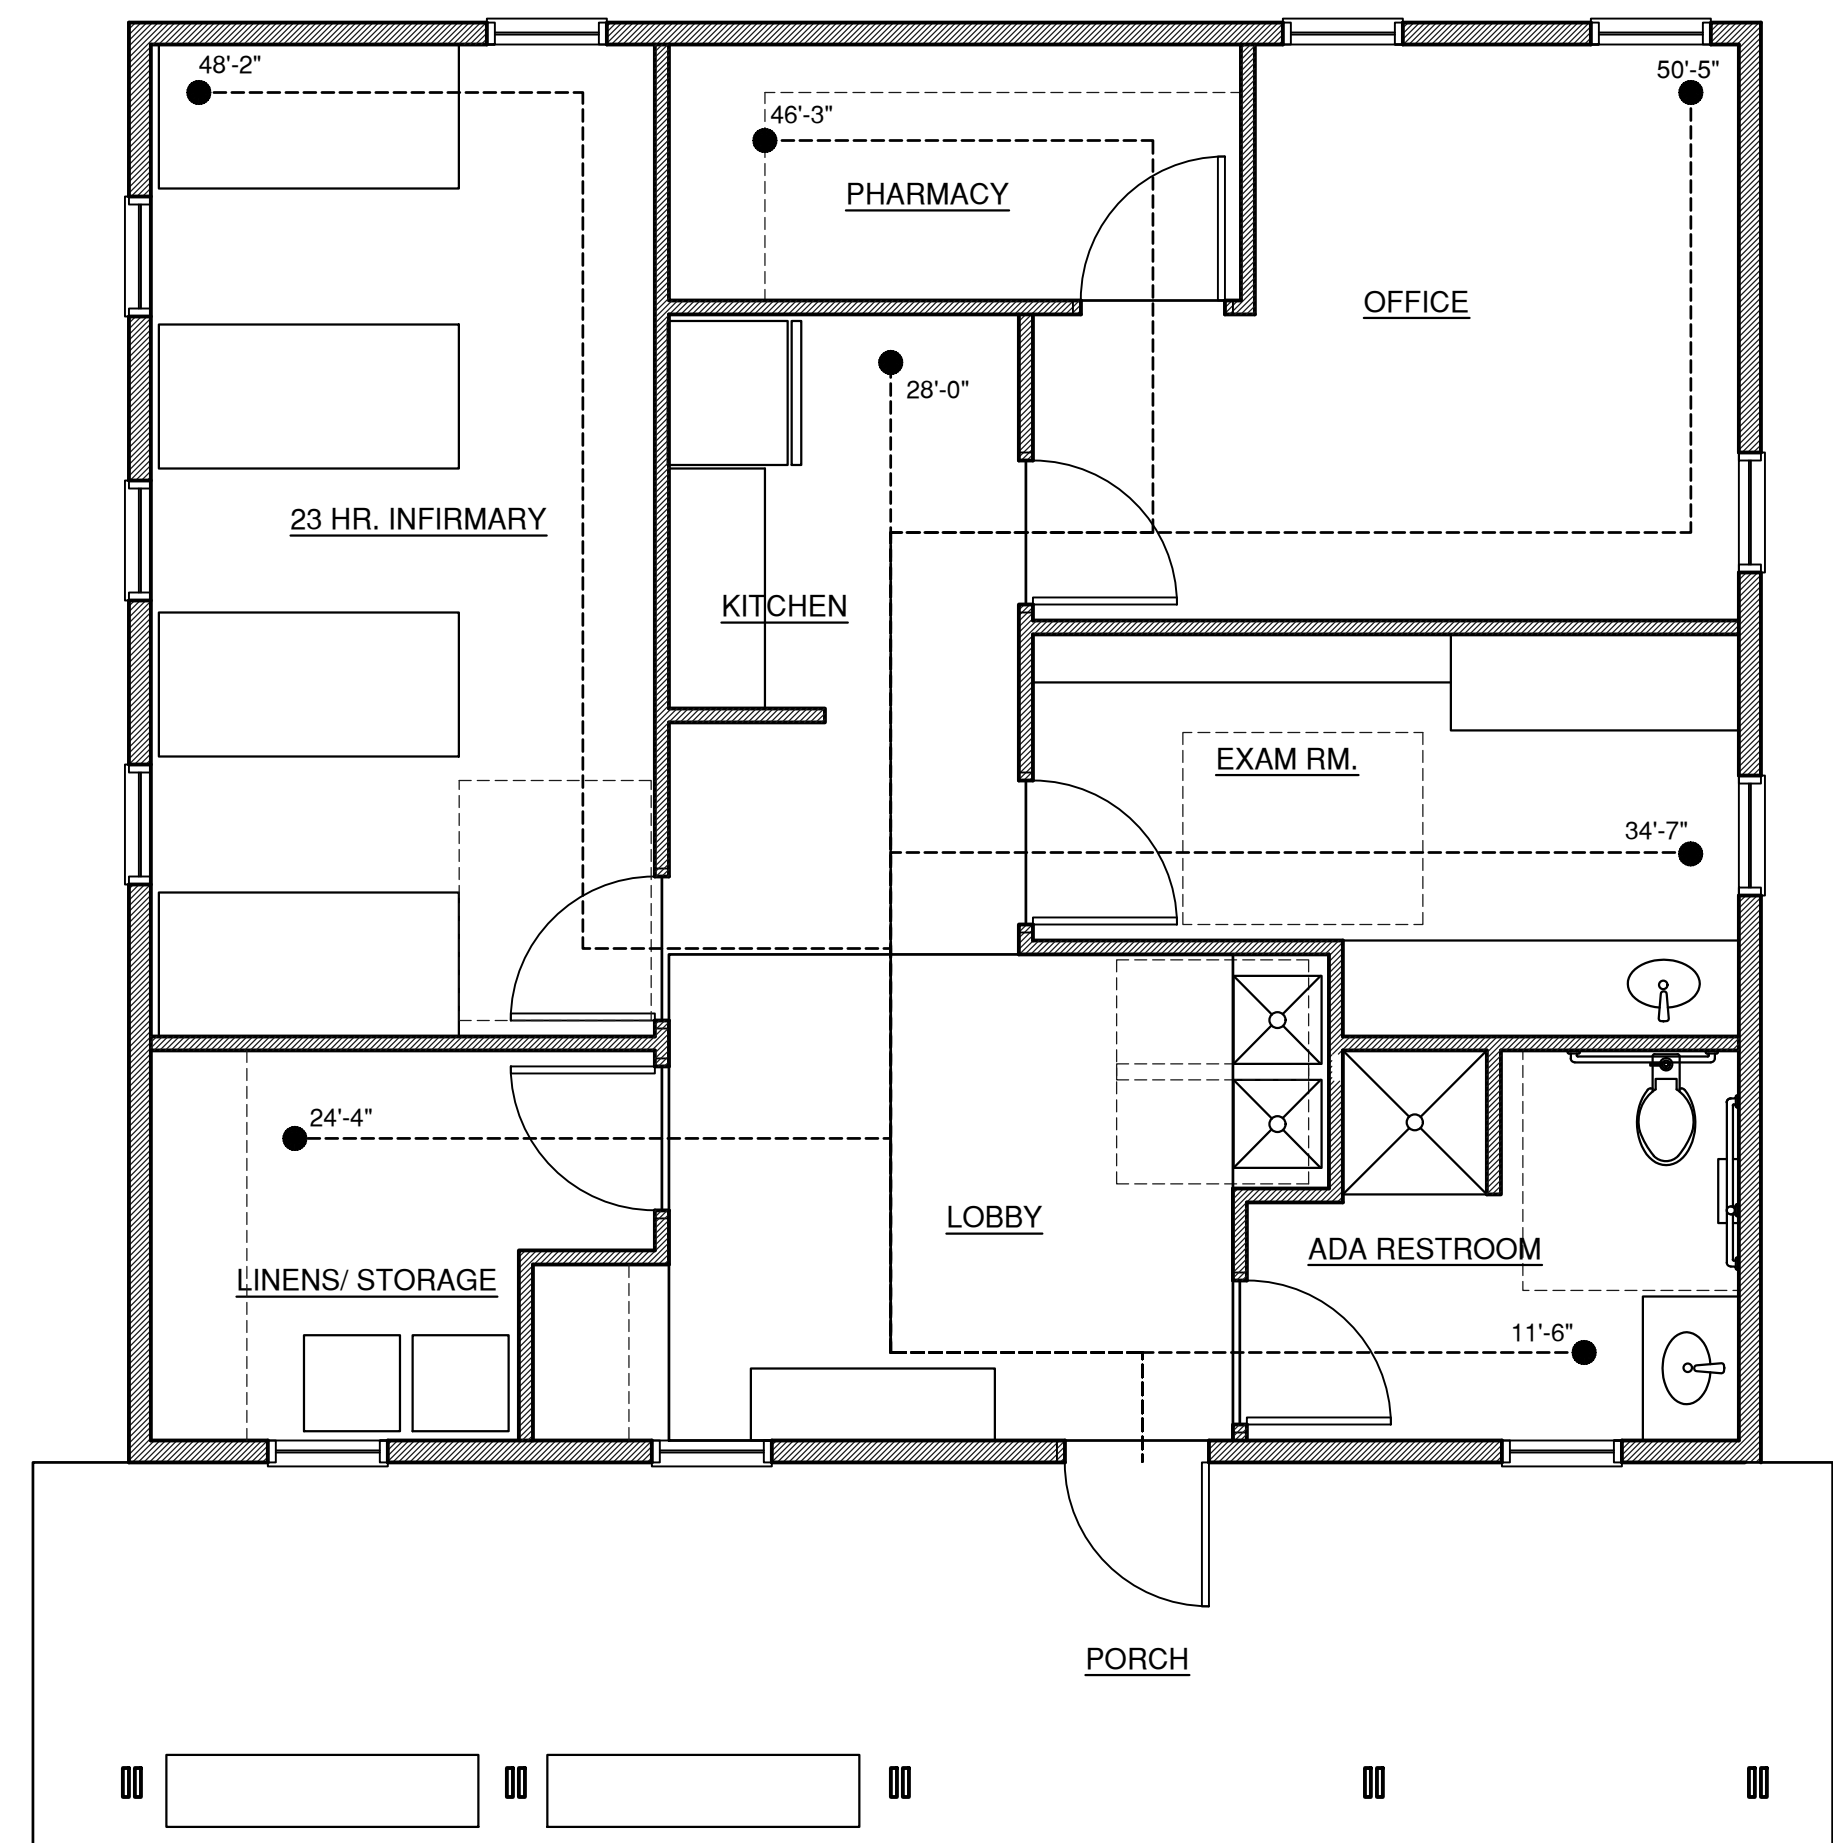 48'-2"
50'-5"
46'-3"
PHARMACY
OFFICE
28'-0"
23 HR. INFIRMARY
KITCHEN
EXAM RM.
34'-7"
24'-4"
LOBBY
ADA RESTROOM
LINENS/ STORAGE
11'-6"
PORCH